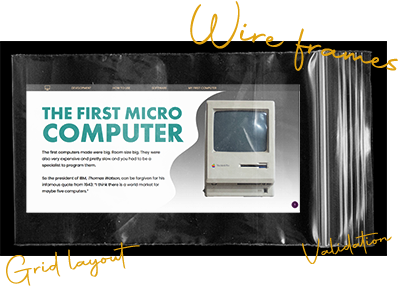 Wire frames
THE FIRST MICRO
COMPUTER
The first computers made were big. Room size big. They were
also very expensive and pretty slow and you had to be a
specialist to program them.
So the president of IBM, Thomas Watson, can be forgiven for his
infamous quote from 1943: "I think there is a world market for
maybe five computers."
Grid layout
Validation